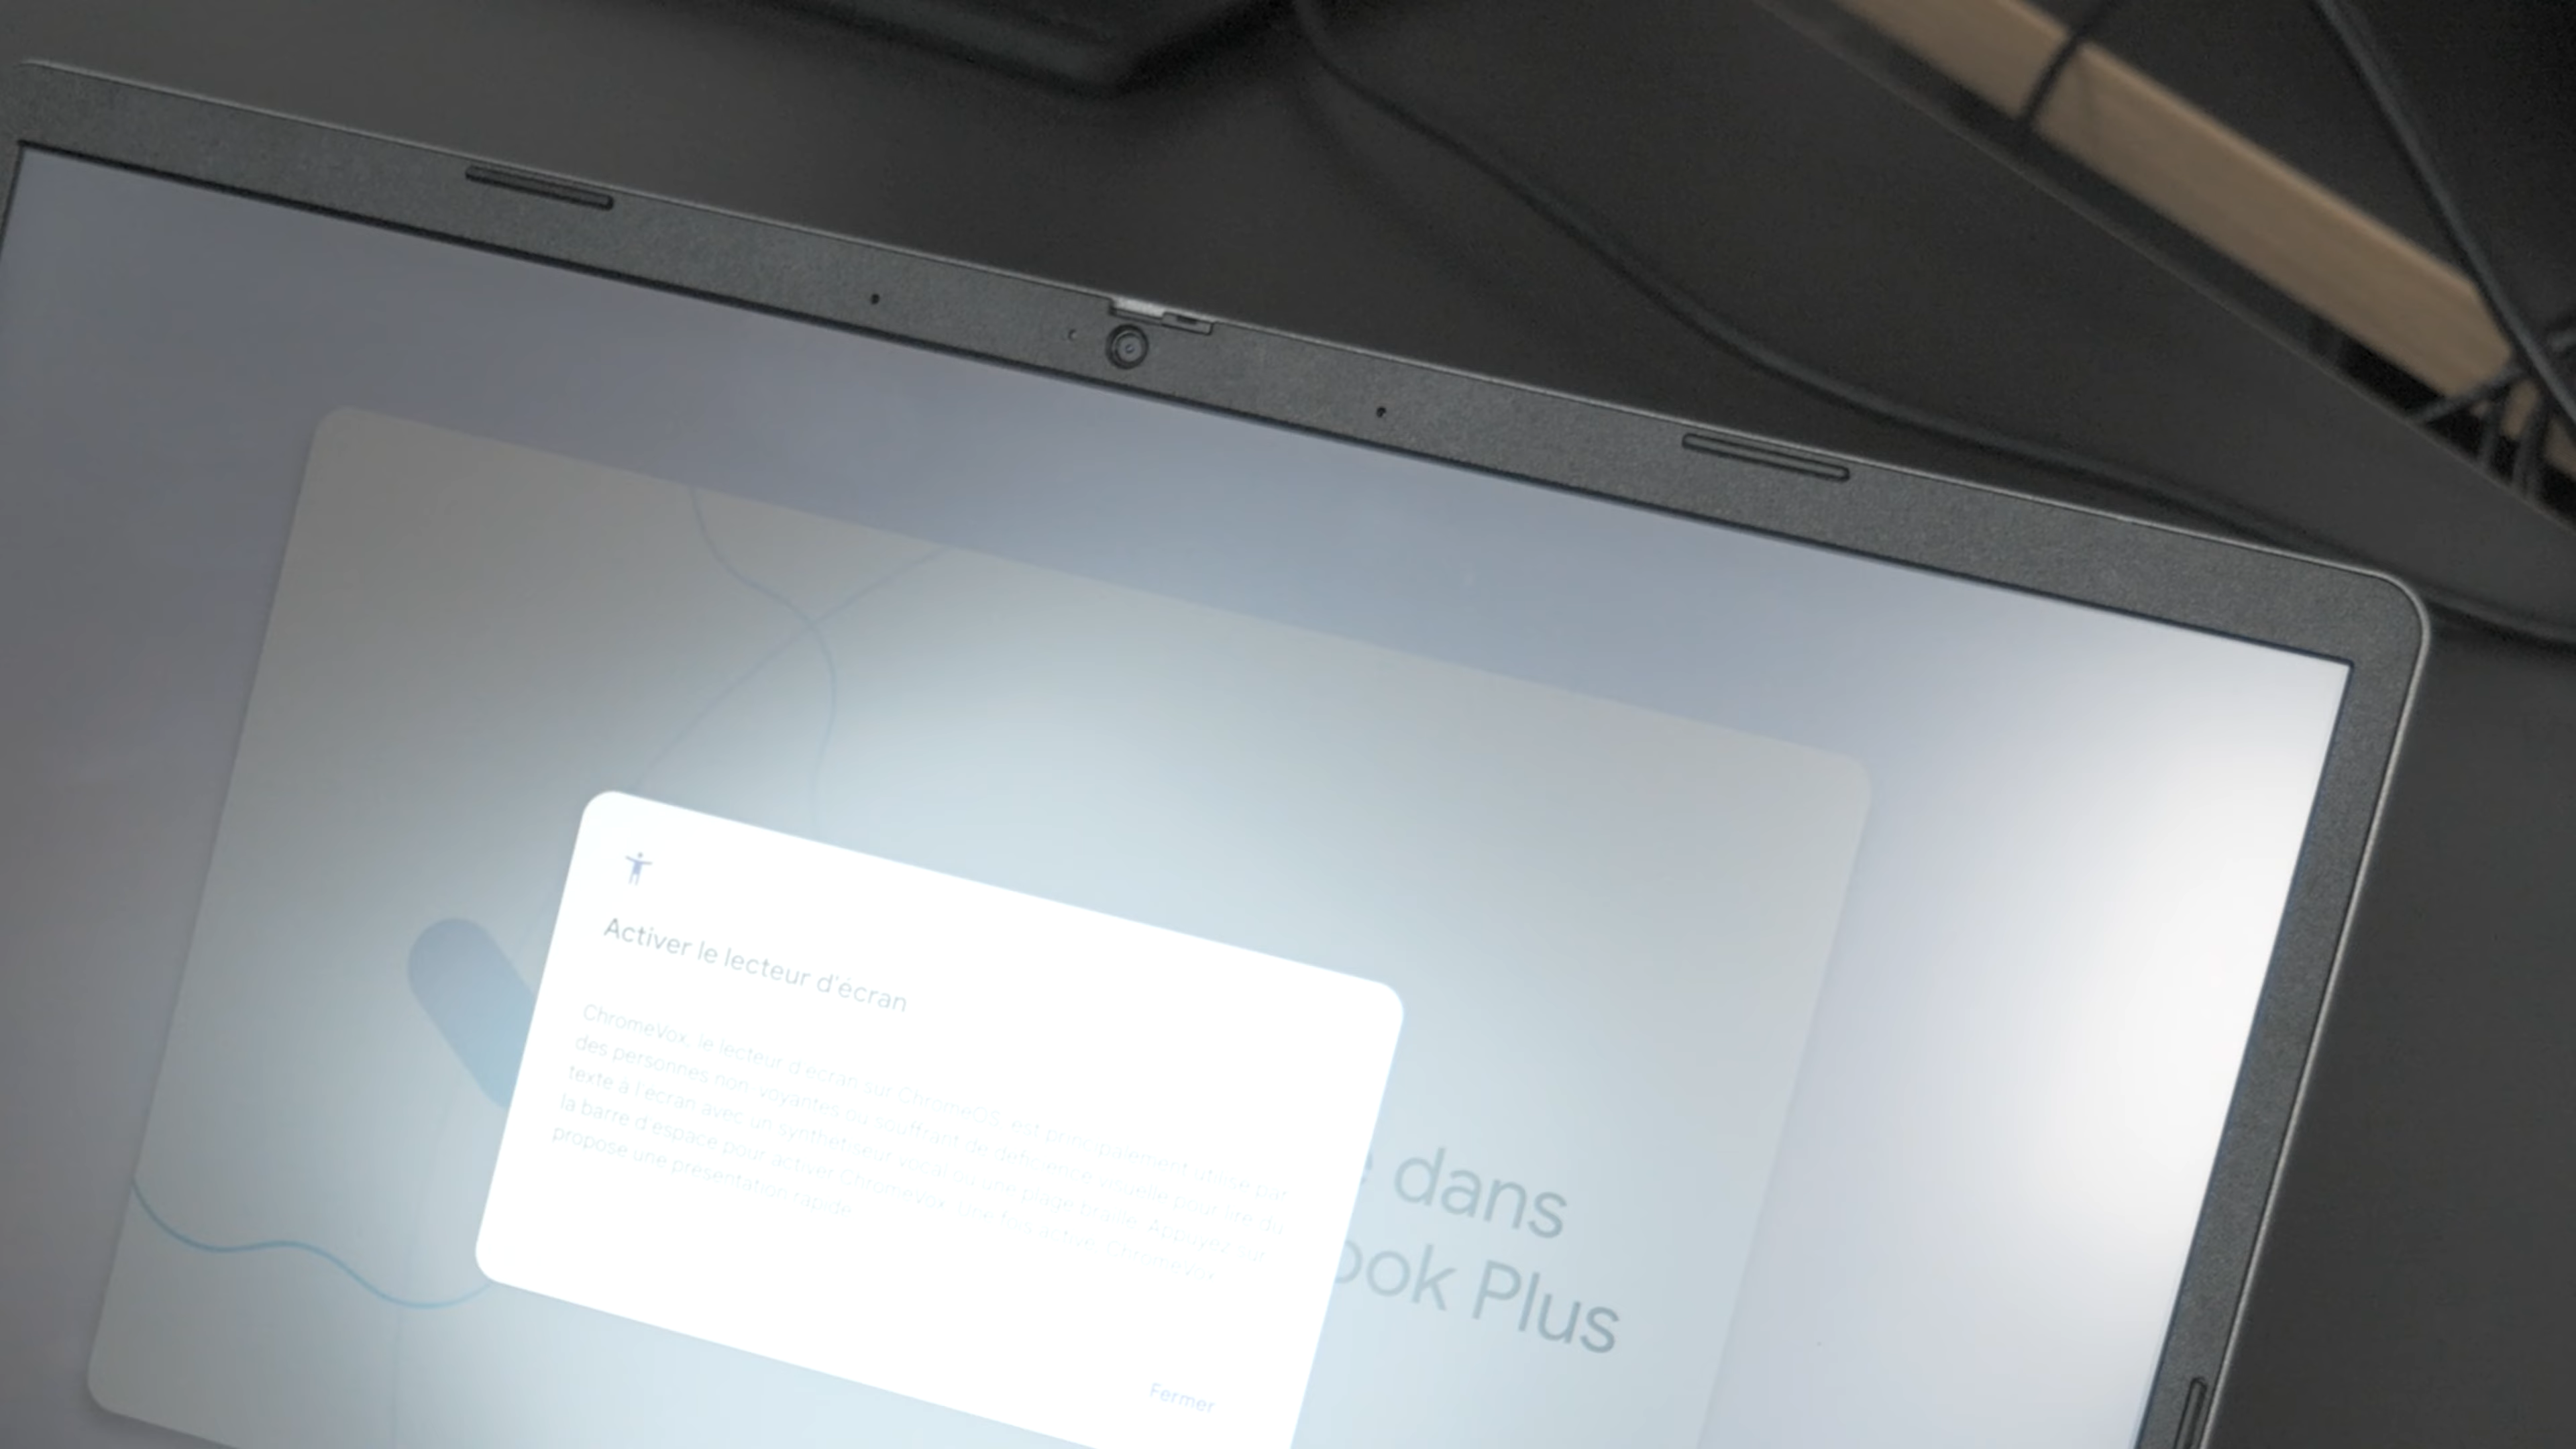 Activer le lecteur d'écran
ChromeVox, le lecteur d'écran sur ChromeOS, est principalement utilisé par
des personnes non-voyantes ou souffrant de déficience visuelle pour lire du
texte à l'écran avec un synthétiseur vocal ou une plage braille. Appuyez sur
la barre d'espace pour activer ChromeVox. Une fois activé, ChromeVox
propose une présentation rapide.
dans
ook Plus
Fermer